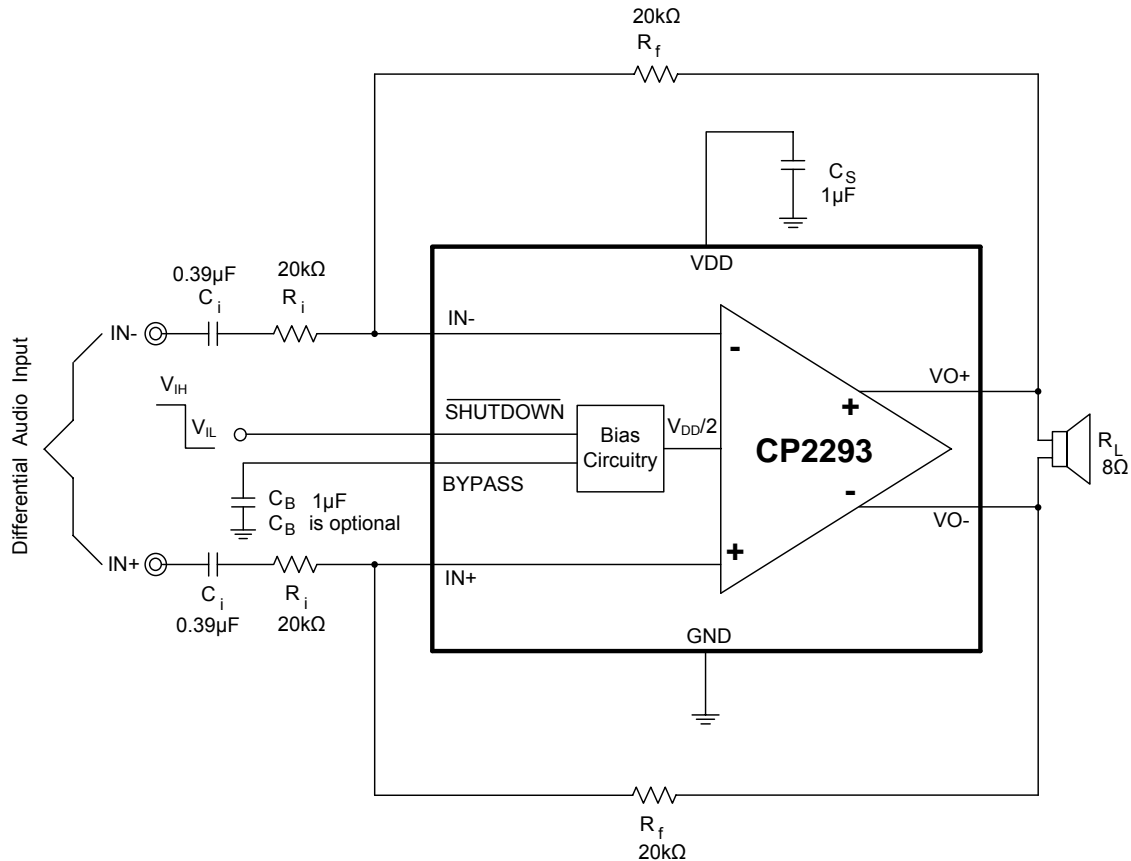 20kΩ
R f
C S
1µF
VDD
0.39µF
C i
20kΩ
R i
IN-
IN-
-
VO+
+
V IH
V IL
SHUTDOWN
Bias
Circuitry
V DD/2
CP2293
R L
8Ω
BYPASS
C B 1µF
C B is optional
-
VO-
Differential Audio Input
IN+
IN+
+
C i
0.39µF
R i
20kΩ
GND
R f
20kΩ